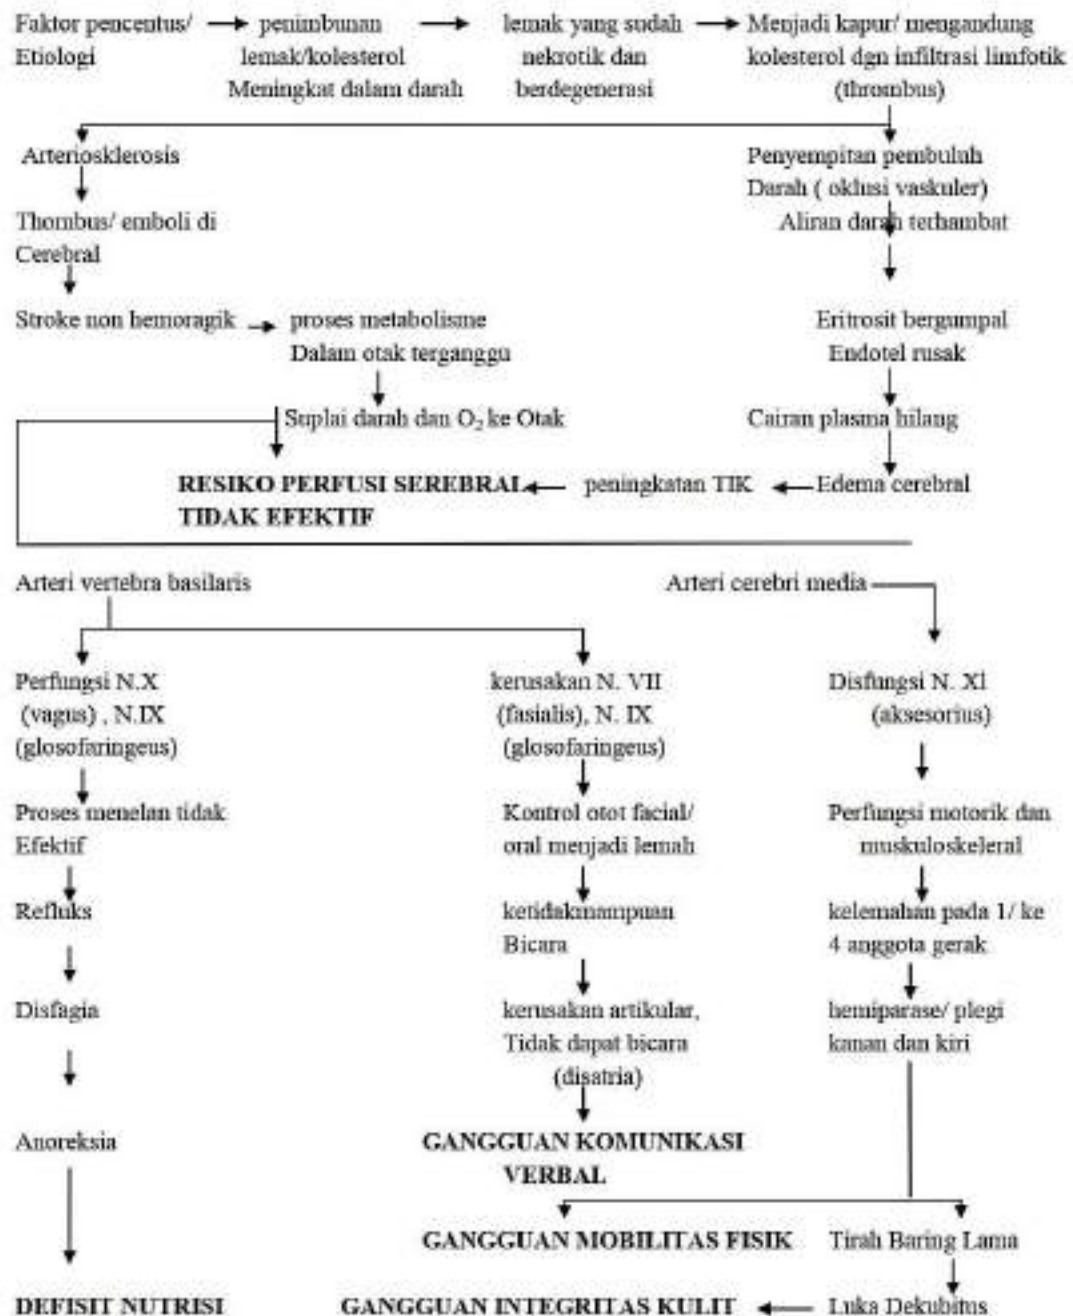 Faktor pencentus/ penimbunan lemak yang sudah Menjadi kapur/ mengandung
Etiologi lemak/kolesterol nekrotik dan kolesterol dgn infiltrasi limfotik
Meningkat dalam darah berdegenerasi (thrombus)
Arteriosklerosis Penyempitan pembuluh
Darah ( oklusi vaskuler)
Thombus/ emboli di Aliran darah terhambat
Cerebral
Stroke non hemoragik proses metabolisme Eritrosit bergumpal
Dalam otak terganggu Endotel rusak
Suplai darah dan O₂ ke Otak Cairan plasma hilang
RESIKO PERFUSI SEREBRAL peningkatan TIK Edema cerebral
TIDAK EFEKTIF
Arteri vertebra basilaris Arteri cerebri media
Perfungsi N.X kerusakan N. VII Disfungsi N. XI
(vagus) , N.IX (fasialis), N. IX (aksesorius)
(glosofaringeus) (glosofaringeus)
Proses menelan tidak Kontrol otot facial/ Perfungsi motorik dan
Efektif oral menjadi lemah muskuloskeleral
Refluks ketidakmampuan kelemahan pada 1/ ke
Bicara 4 anggota gerak
Disfagia kerusakan artikular, hemiparase/ plegi
Tidak dapat bicara kanan dan kiri
(disatria)
Anoreksia GANGGUAN KOMUNIKASI
VERBAL
GANGGUAN MOBILITAS FISIK Tirah Baring Lama
DEFISIT NUTRISI GANGGUAN INTEGRITAS KULIT Luka Dekubitus